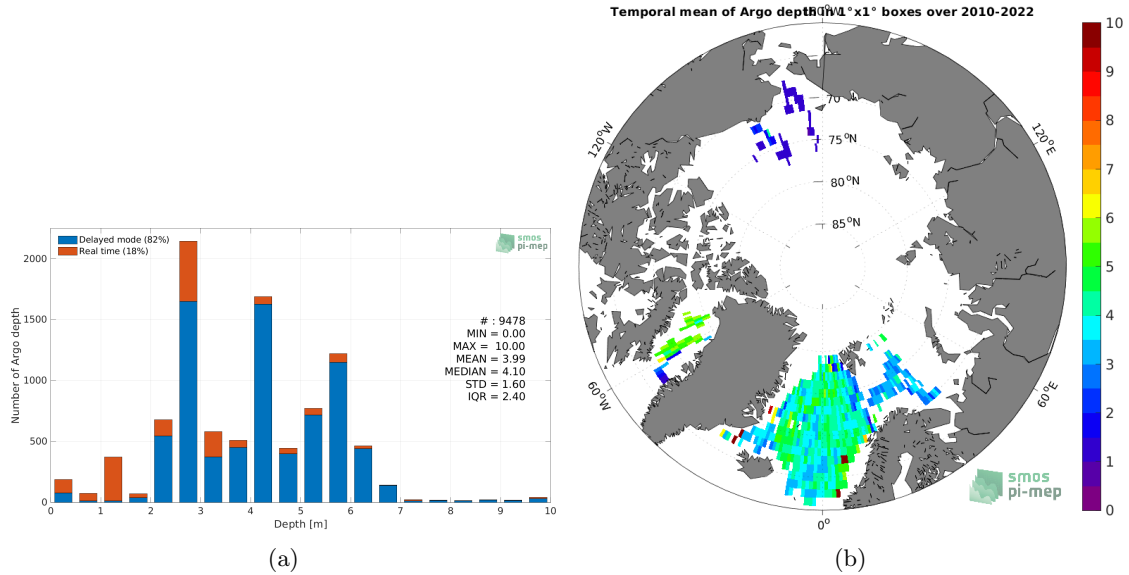 Delayed mode (82%)
Real time (18%)
smos
pi-mep
# : 9478
MIN = 0.00
MAX = 10.00
MEAN = 3.99
MEDIAN = 4.10
STD = 1.60
IQR = 2.40
Number of Argo depth
2000
1500
1000
500
0
0 1 2 3 4 5 6 7 8 9 10
Depth [m]
(a)
Temporal mean of Argo depth in 1°x1° boxes over 2010-2022
180°W
120°W
120°E
70°N
75°N
80°N
85°N
60°W
60°E
0°
smos
pi-mep
10
9
8
7
6
5
4
3
2
1
0
(b)